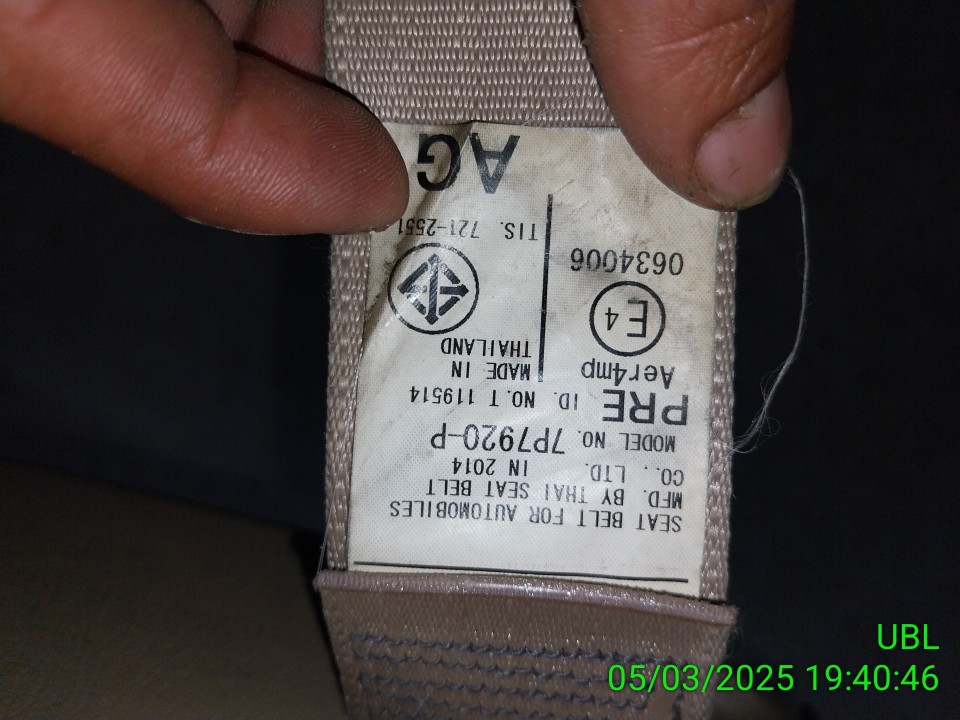 SEAT BELT FOR AUTOMOBILES
MFD. BY THAI SEAT BELT
CO., LTD. IN 2014
MODEL NO. 7P7920-P
PRE ID. NO. T 119514
Aer4mp
MADE IN
THAILAND
E4
0634006
TIS. 721-2551
AG
UBL
05/03/2025 19:40:46